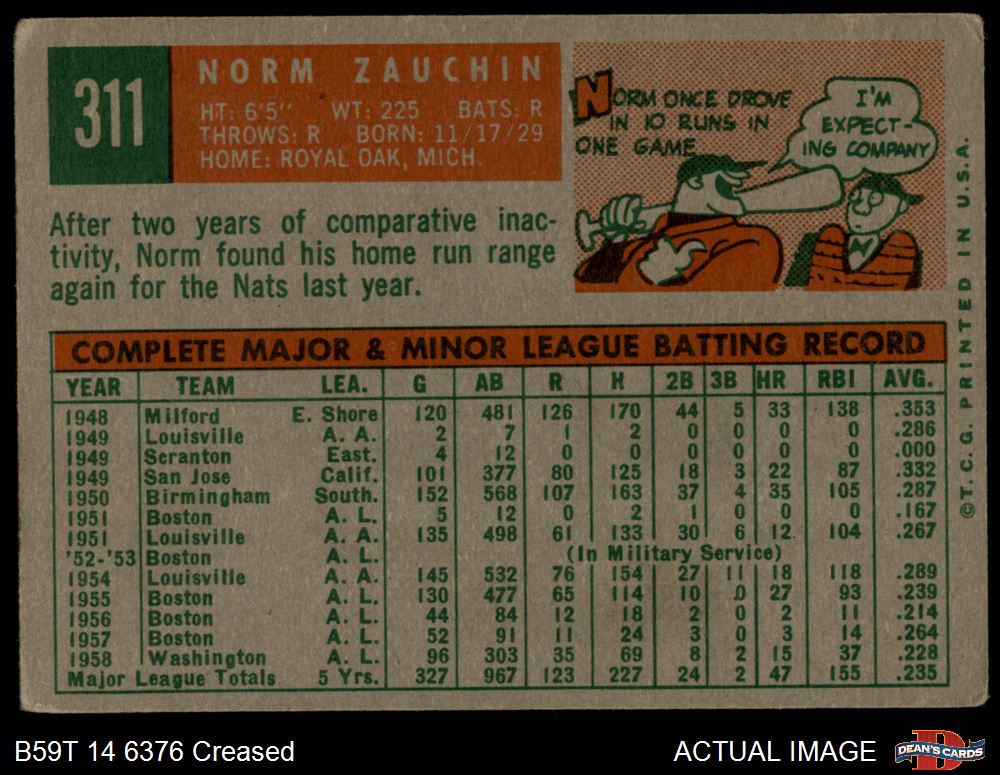 311
NORM ZAUCHIN
HT: 6'5" WT: 225 BATS: R
THROWS: R BORN: 11/17/29
HOME: ROYAL OAK, MICH.
NORM ONCE DROVE
IN 10 RUNS IN
ONE GAME
I'M
EXPECT-
ING COMPANY
After two years of comparative inac-
tivity, Norm found his home run range
again for the Nats last year.
COMPLETE MAJOR & MINOR LEAGUE BATTING RECORD
YEAR TEAM LEA. G AB R H 2B 3B HR RBI AVG.
1948 Milford E. Shore 120 481 126 170 44 5 33 138 .353
1949 Louisville A. A. 2 7 1 2 0 0 0 0 .286
1949 Scranton East. 4 12 0 0 0 0 0 0 .000
1949 San Jose Calif. 101 377 80 125 18 3 22 87 .332
1950 Birmingham South. 152 568 107 163 37 4 35 105 .287
1951 Boston A. L. 5 12 0 2 1 0 0 0 .167
1951 Louisville A. A. 135 498 61 133 30 6 12 104 .267
'52-'53 Boston A. L. (In Military Service)
1954 Louisville A. A. 145 532 76 154 27 11 18 118 .289
1955 Boston A. L. 130 477 65 114 10 0 27 93 .239
1956 Boston A. L. 44 84 12 18 2 0 2 11 .214
1957 Boston A. L. 52 91 11 24 3 0 3 14 .264
1958 Washington A. L. 96 303 35 69 8 2 15 37 .228
Major League Totals 5 Yrs. 327 967 123 227 24 2 47 155 .235
©T.C.G. PRINTED IN U.S.A.
B59T 14 6376 Creased
ACTUAL IMAGE
DEAN'S CARDS